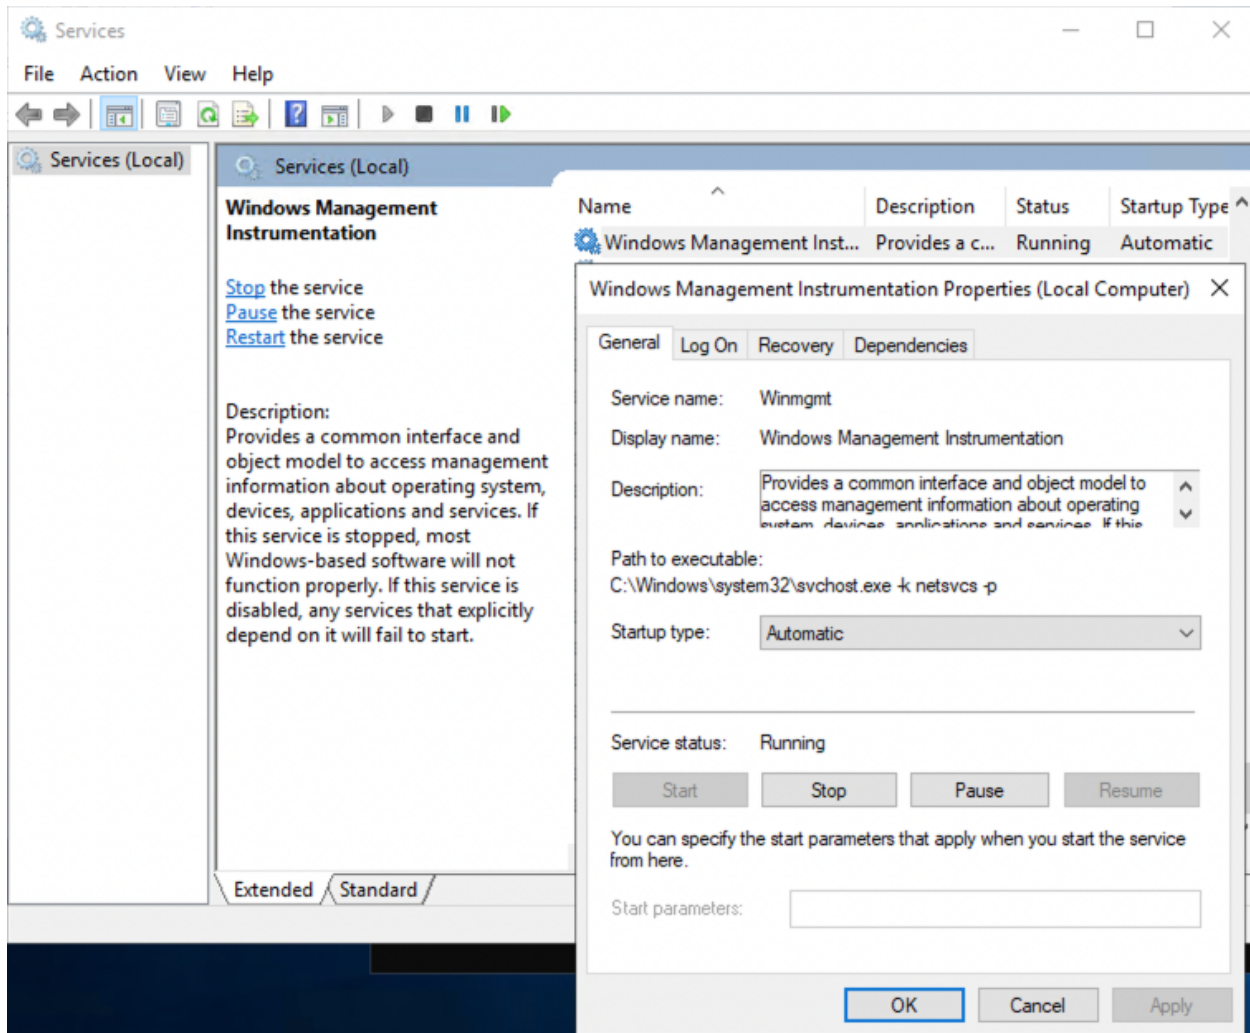 Services
File Action View Help
Services (Local)
Services (Local)
Windows Management
Instrumentation
Stop the service
Pause the service
Restart the service
Description:
Provides a common interface and
object model to access management
information about operating system,
devices, applications and services. If
this service is stopped, most
Windows-based software will not
function properly. If this service is
disabled, any services that explicitly
depend on it will fail to start.
Name Description Status Startup Type
Windows Management Inst... Provides a c... Running Automatic
Windows Management Instrumentation Properties (Local Computer)
General Log On Recovery Dependencies
Service name: Winmgmt
Display name: Windows Management Instrumentation
Description: Provides a common interface and object model to
access management information about operating
system, devices, applications and services. If this
Path to executable:
C:\Windows\system32\svchost.exe -k netsvcs -p
Startup type: Automatic
Service status: Running
Start Stop Pause Resume
You can specify the start parameters that apply when you start the service
from here.
Start parameters:
OK Cancel Apply
Extended Standard